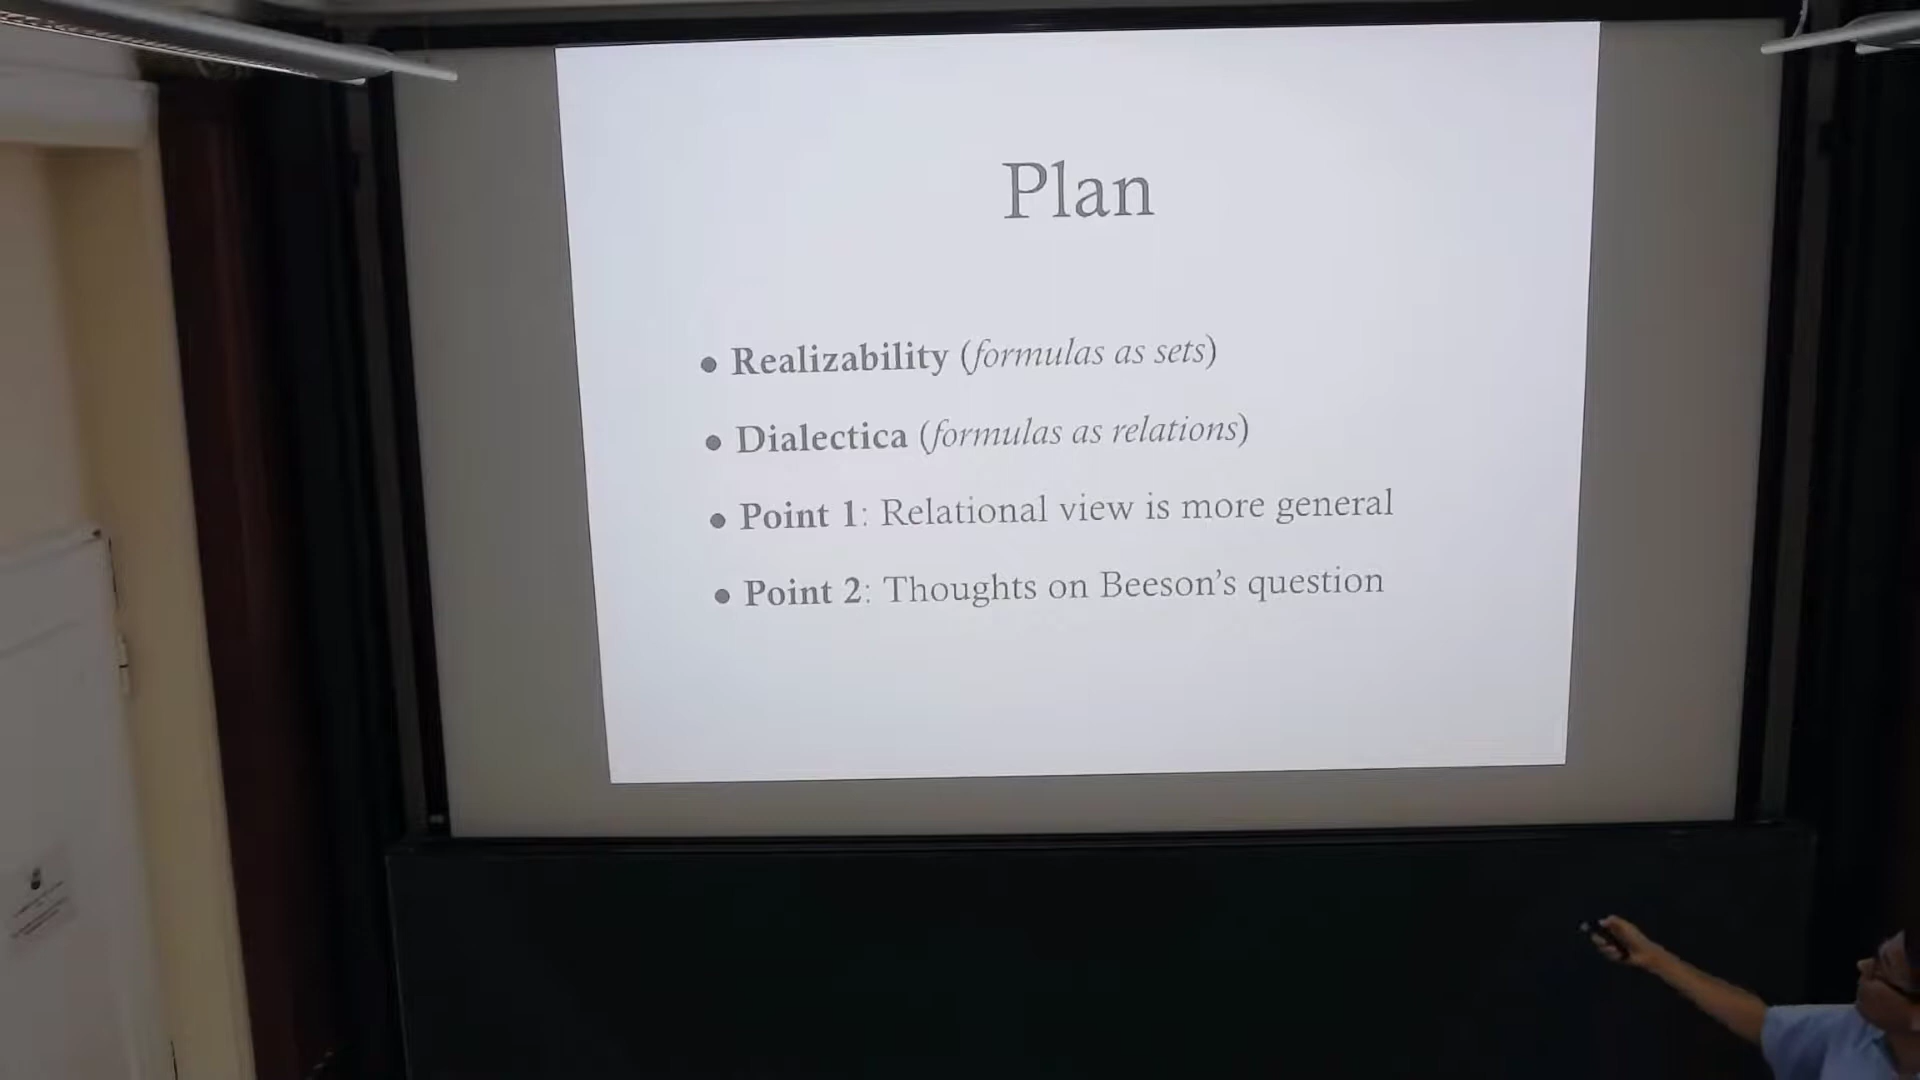 Plan
• Realizability (formulas as sets)
• Dialectica (formulas as relations)
• Point 1: Relational view is more general
• Point 2: Thoughts on Beeson's question